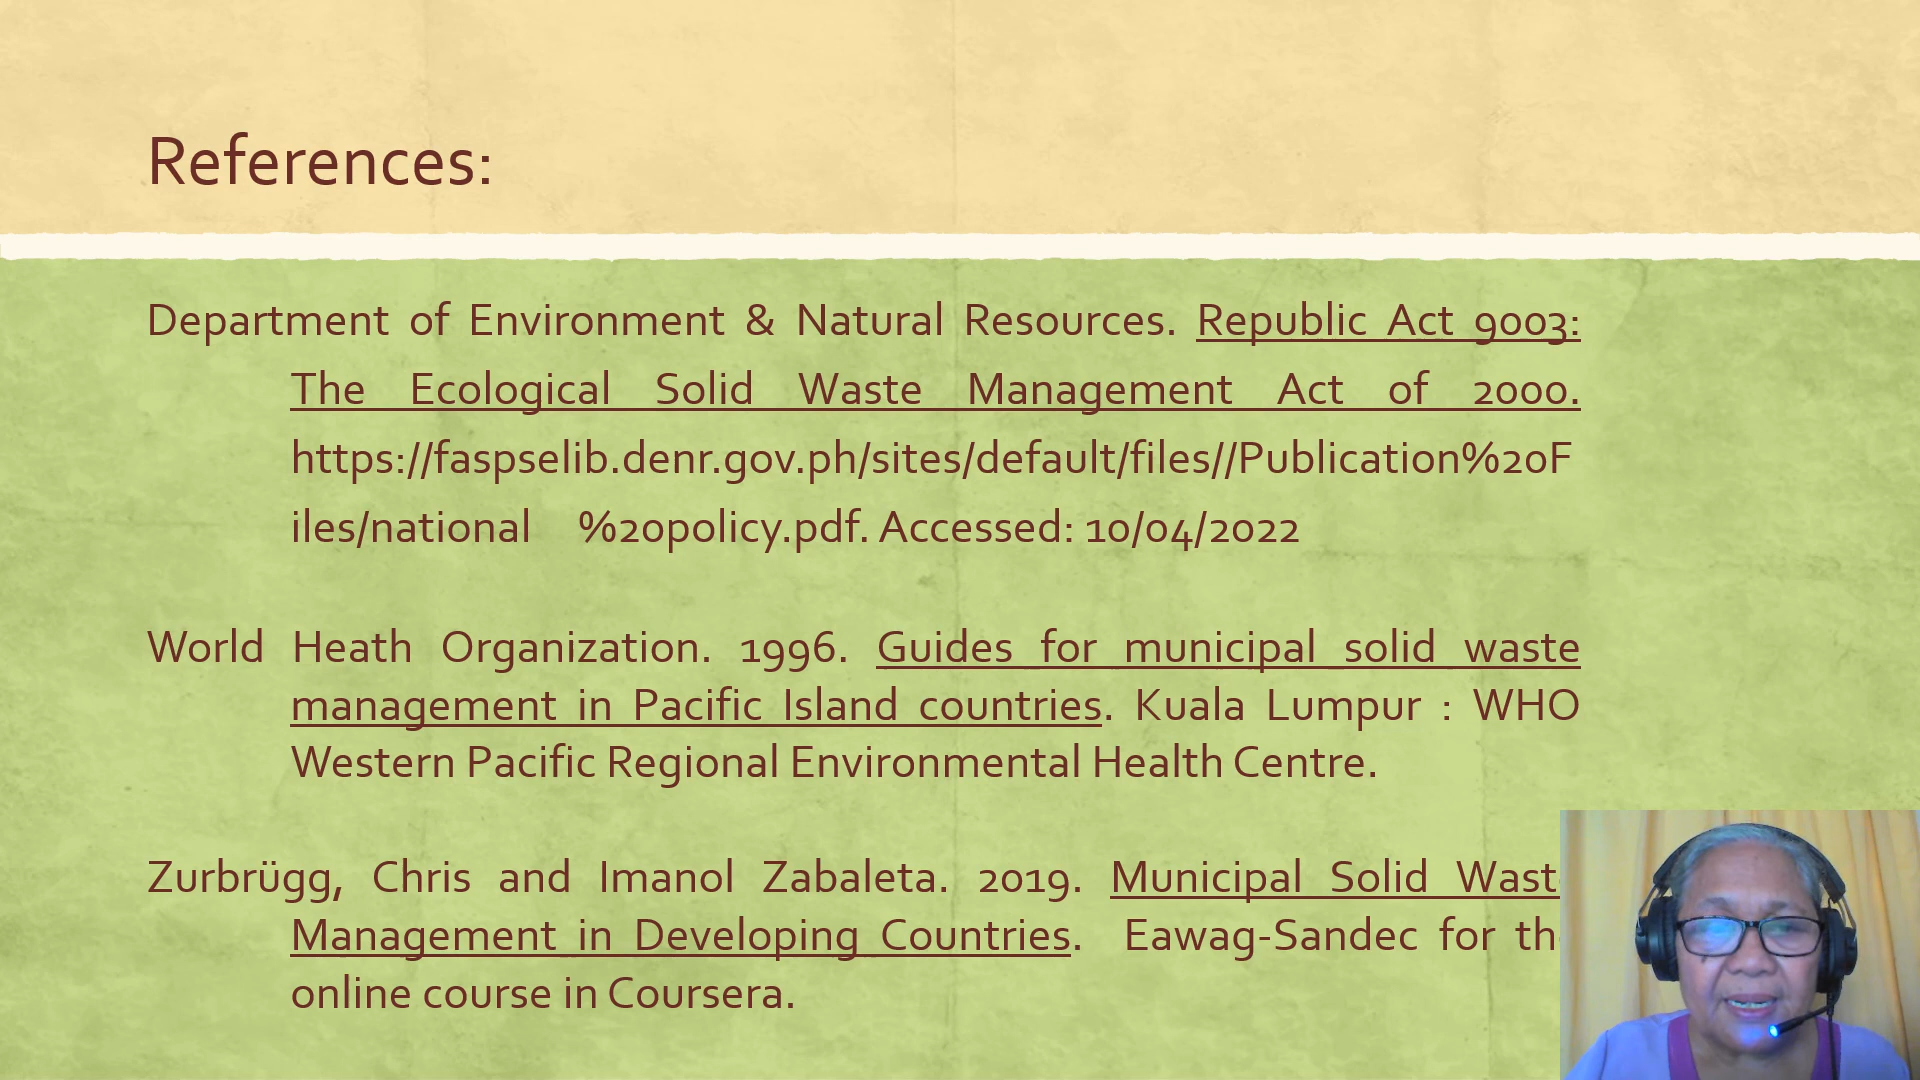 References:
Department of Environment & Natural Resources. Republic Act 9003:
The Ecological Solid Waste Management Act of 2000.
https://faspselib.denr.gov.ph/sites/default/files//Publication%20F
iles/national %20policy.pdf. Accessed: 10/04/2022
World Heath Organization. 1996. Guides for municipal solid waste
management in Pacific Island countries. Kuala Lumpur : WHO
Western Pacific Regional Environmental Health Centre.
Zurbrügg, Chris and Imanol Zabaleta. 2019. Municipal Solid Waste
Management in Developing Countries. Eawag-Sandec for the
online course in Coursera.